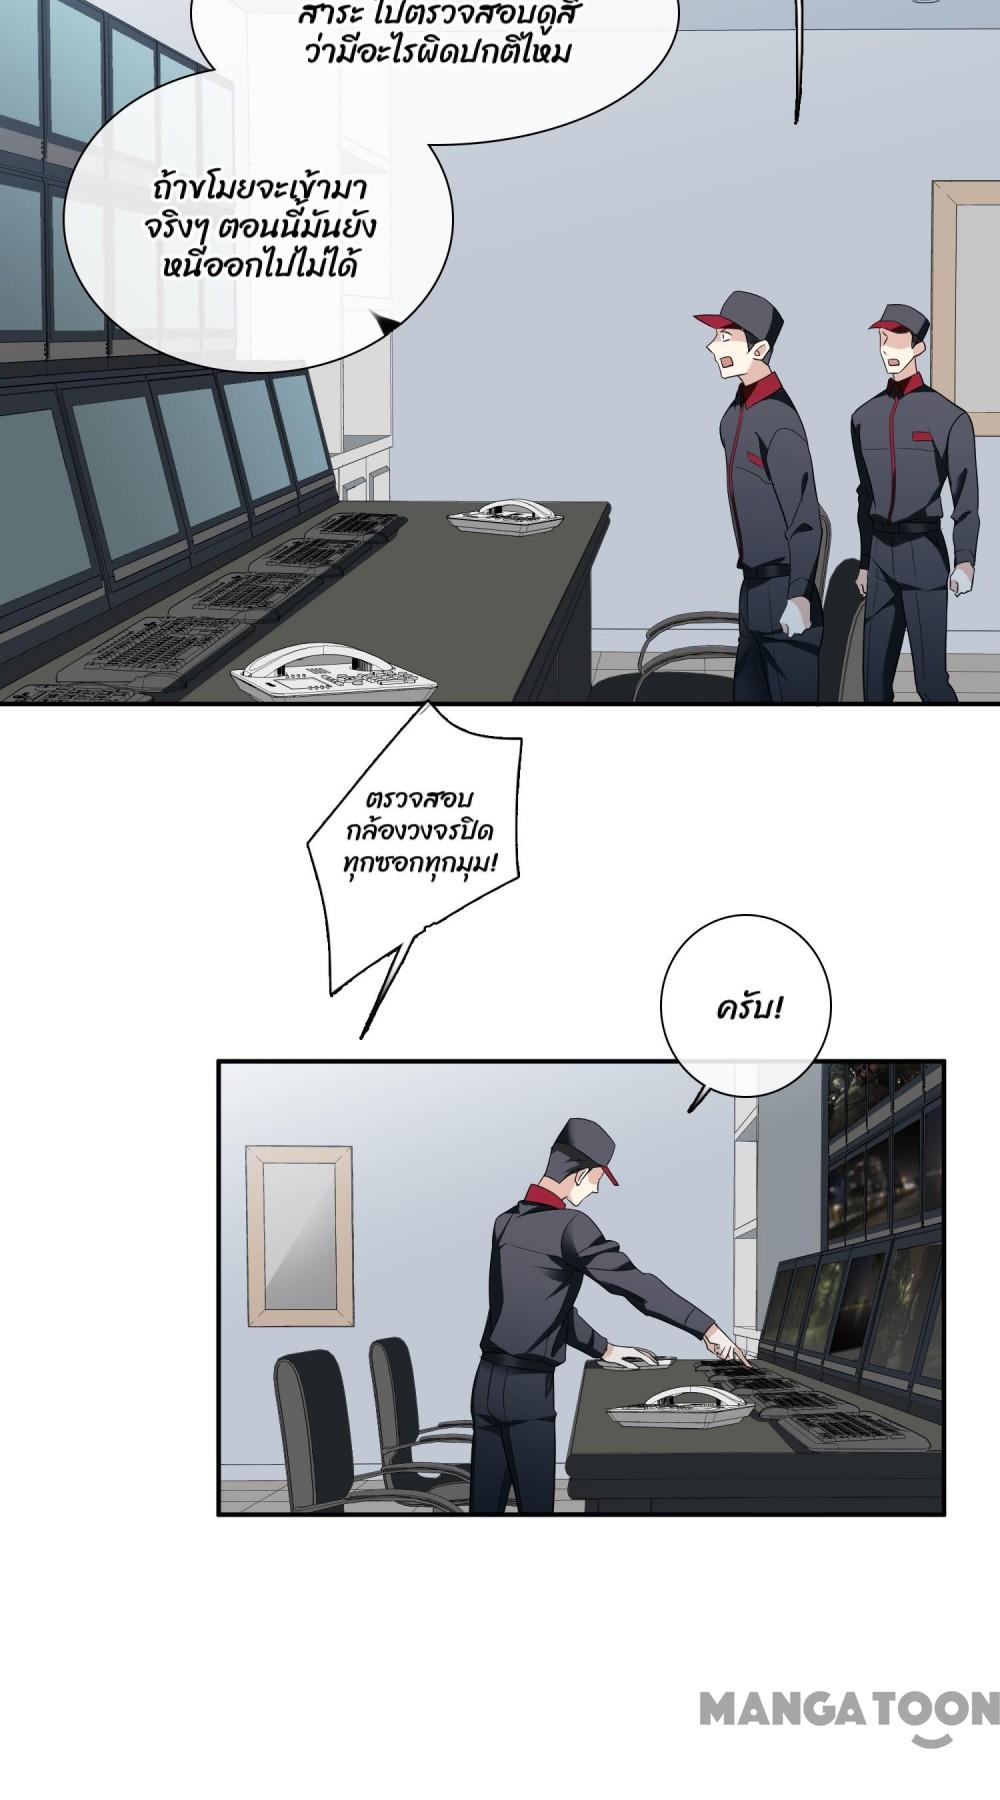 สาระ ไปตรวจสอบดูสิ
ว่ามีอะไรผิดปกติไหม
ถ้าขโมยจะเข้ามา
จริงๆ ตอนนี้มันยัง
หนีออกไปไม่ได้
ตรวจสอบ
กล้องวงจรปิด
ทุกซอกทุกมุม!
ครับ!
MANGATOON